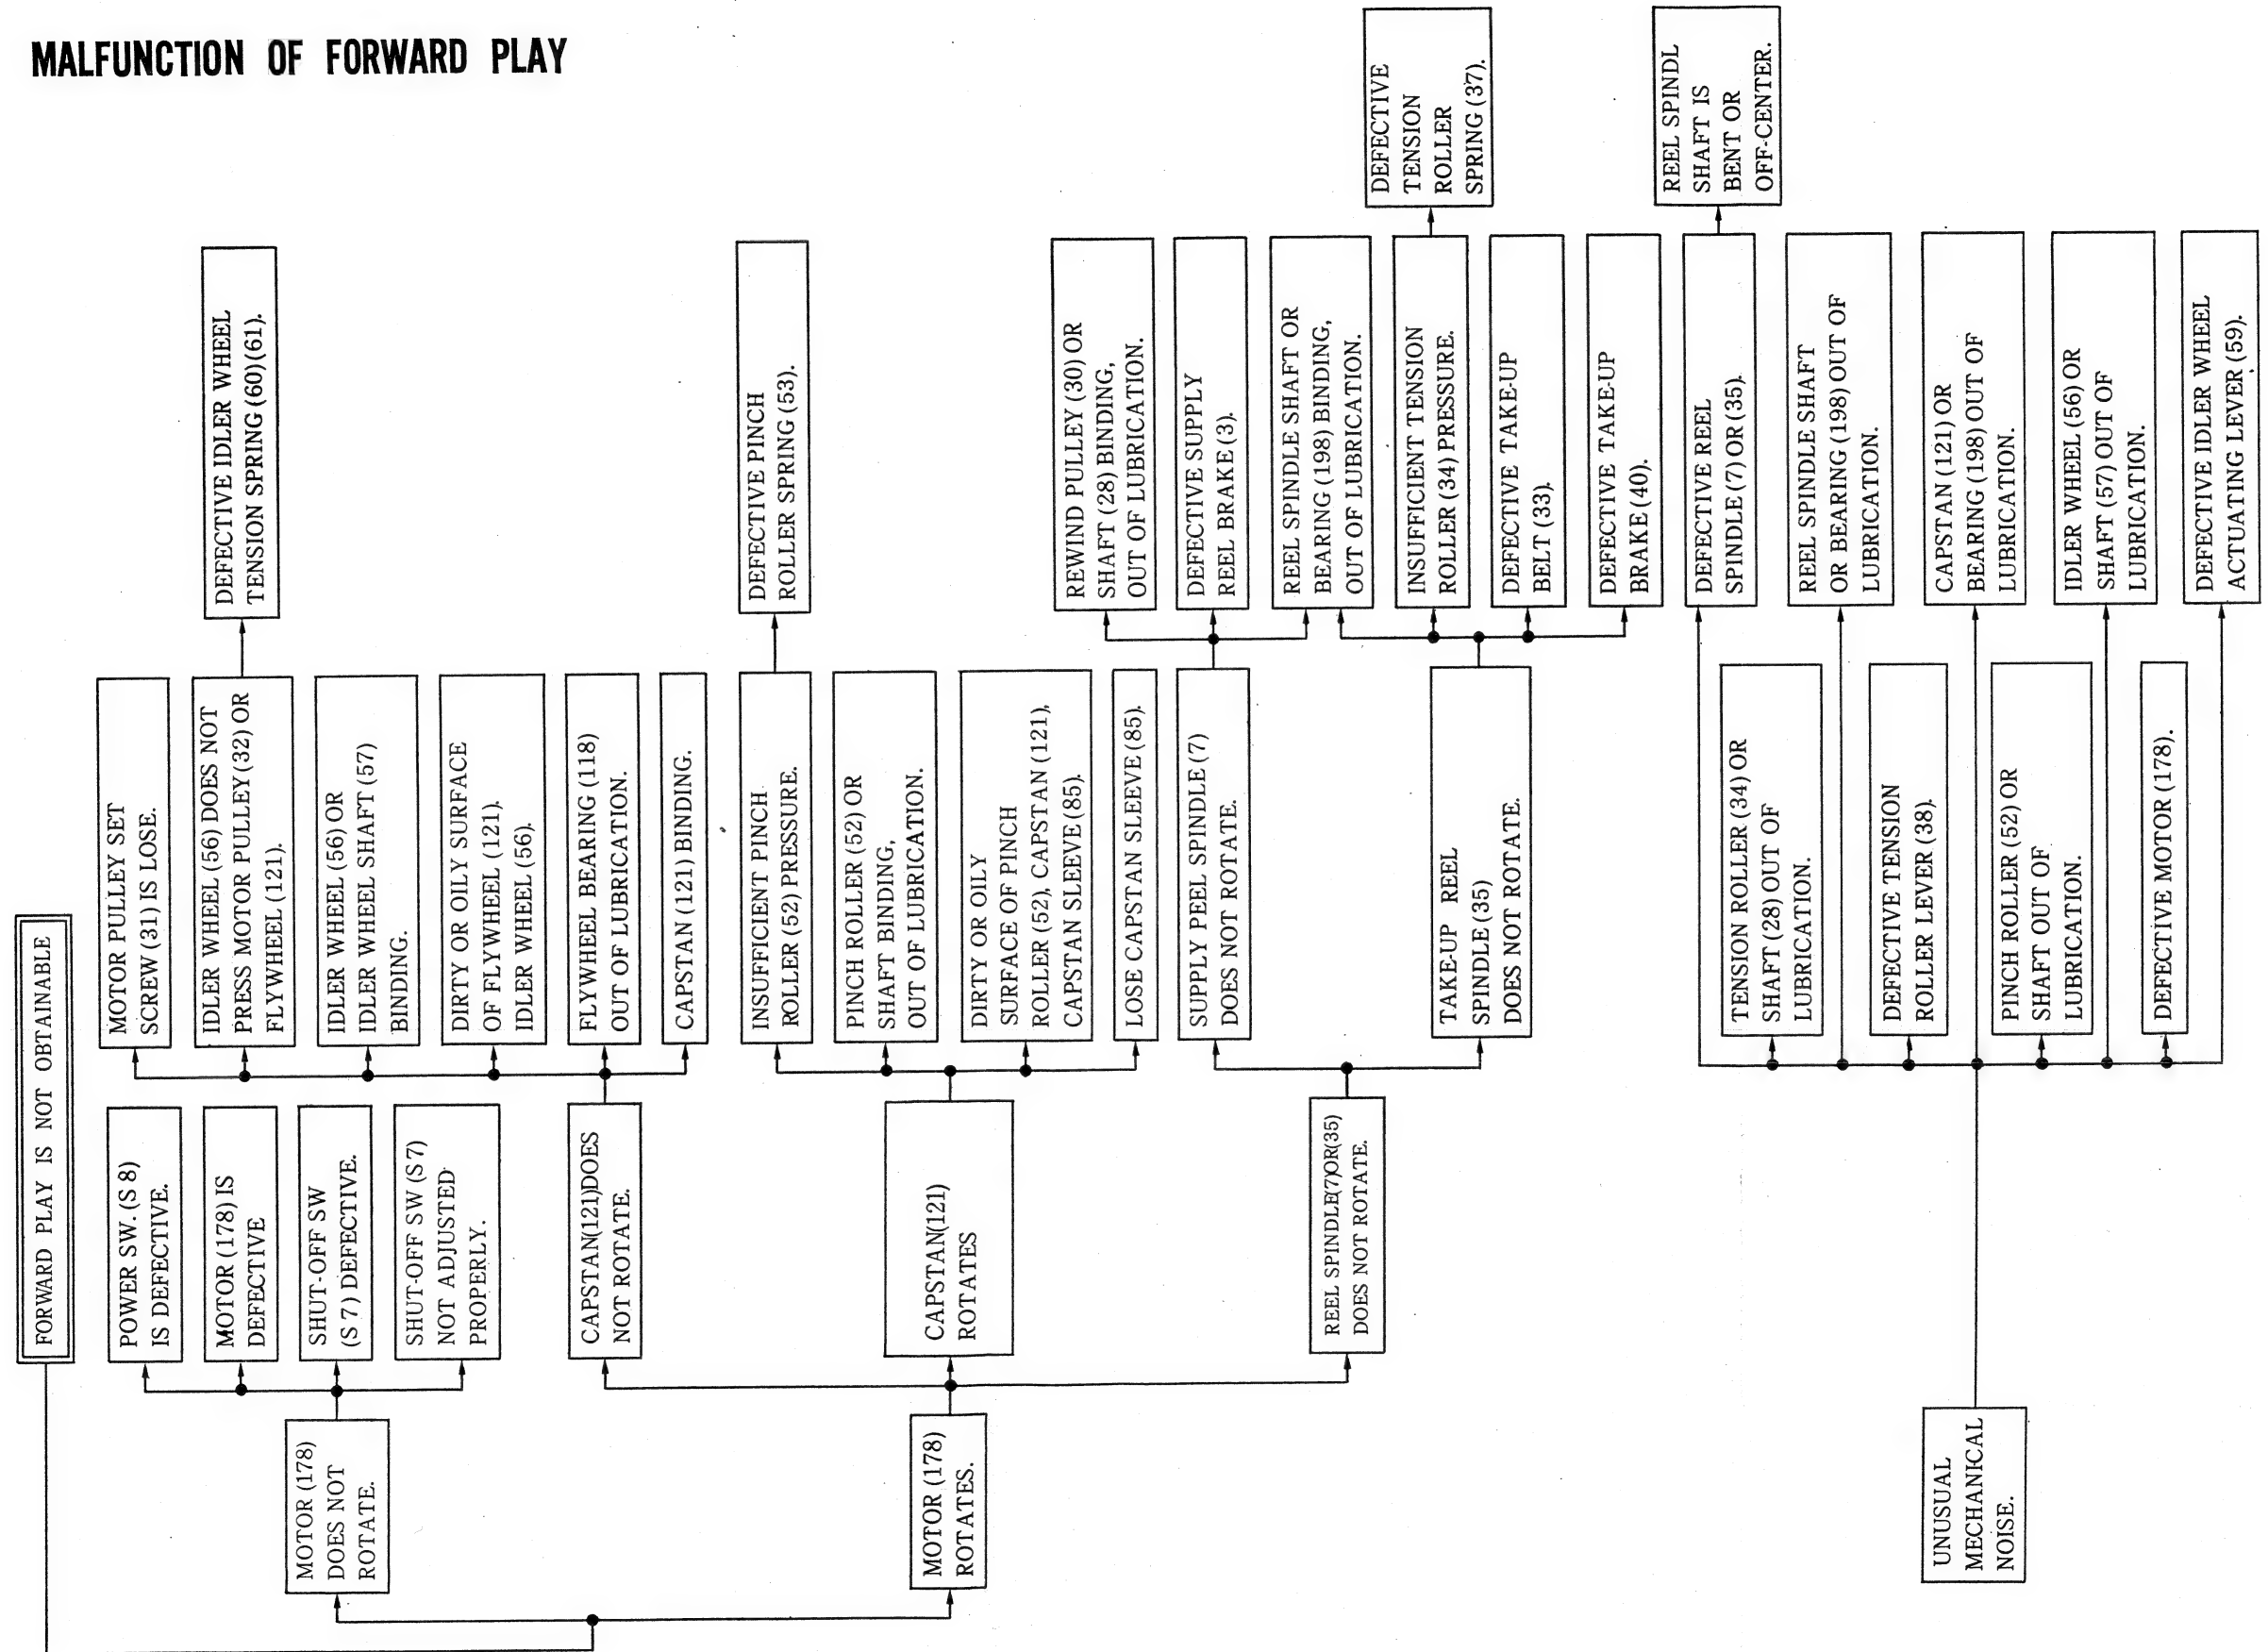 MALFUNCTION OF FORWARD PLAY
FORWARD PLAY IS NOT OBTAINABLE
MOTOR (178)
DOES NOT
ROTATE.
POWER SW. (S 8)
IS DEFECTIVE.
MOTOR (178) IS
DEFECTIVE
SHUT-OFF SW
(S 7) DEFECTIVE.
SHUT-OFF SW (S 7)
NOT ADJUSTED
PROPERLY.
MOTOR (178)
ROTATES.
CAPSTAN(121)DOES
NOT ROTATE.
MOTOR PULLEY SET
SCREW (31) IS LOSE.
IDLER WHEEL (56) DOES NOT
PRESS MOTOR PULLEY (32) OR
FLYWHEEL (121).
DEFECTIVE IDLER WHEEL
TENSION SPRING (60) (61).
IDLER WHEEL (56) OR
IDLER WHEEL SHAFT (57)
BINDING.
DIRTY OR OILY SURFACE
OF FLYWHEEL (121).
IDLER WHEEL (56).
FLYWHEEL BEARING (118)
OUT OF LUBRICATION.
CAPSTAN (121) BINDING.
CAPSTAN(121)
ROTATES
INSUFFICIENT PINCH
ROLLER (52) PRESSURE.
DEFECTIVE PINCH
ROLLER SPRING (53).
PINCH ROLLER (52) OR
SHAFT BINDING,
OUT OF LUBRICATION.
DIRTY OR OILY
SURFACE OF PINCH
ROLLER (52), CAPSTAN (121),
CAPSTAN SLEEVE (85).
LOSE CAPSTAN SLEEVE (85).
REEL SPINDLE(7)OR(35)
DOES NOT ROTATE.
SUPPLY PEEL SPINDLE (7)
DOES NOT ROTATE.
REWIND PULLEY (30) OR
SHAFT (28) BINDING,
OUT OF LUBRICATION.
DEFECTIVE SUPPLY
REEL BRAKE (3).
REEL SPINDLE SHAFT OR
BEARING (198) BINDING,
OUT OF LUBRICATION.
TAKE-UP REEL
SPINDLE (35)
DOES NOT ROTATE.
INSUFFICIENT TENSION
ROLLER (34) PRESSURE.
DEFECTIVE
TENSION
ROLLER
SPRING (37).
DEFECTIVE TAKE-UP
BELT (33).
DEFECTIVE TAKE-UP
BRAKE (40).
UNUSUAL
MECHANICAL
NOISE.
DEFECTIVE REEL
SPINDLE (7) OR (35).
REEL SPINDL
SHAFT IS
BENT OR
OFF-CENTER.
TENSION ROLLER (34) OR
SHAFT (28) OUT OF
LUBRICATION.
REEL SPINDLE SHAFT
OR BEARING (198) OUT OF
LUBRICATION.
DEFECTIVE TENSION
ROLLER LEVER (38).
CAPSTAN (121) OR
BEARING (198) OUT OF
LUBRICATION.
PINCH ROLLER (52) OR
SHAFT OUT OF
LUBRICATION.
IDLER WHEEL (56) OR
SHAFT (57) OUT OF
LUBRICATION.
DEFECTIVE MOTOR (178).
DEFECTIVE IDLER WHEEL
ACTUATING LEVER (59).